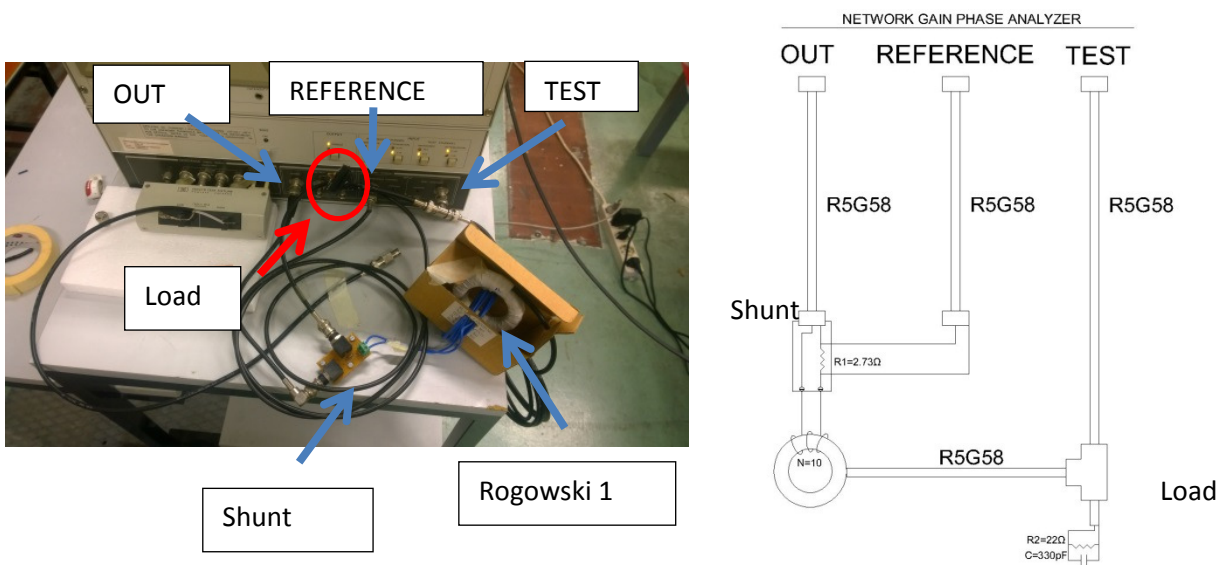 NETWORK GAIN PHASE ANALYZER
OUT REFERENCE TEST
OUT REFERENCE TEST
R5G58 R5G58 R5G58
Load
Shunt
R1=2.73Ω
N=10
R5G58
Load
Shunt
Rogowski 1
R2=22Ω
C=330pF